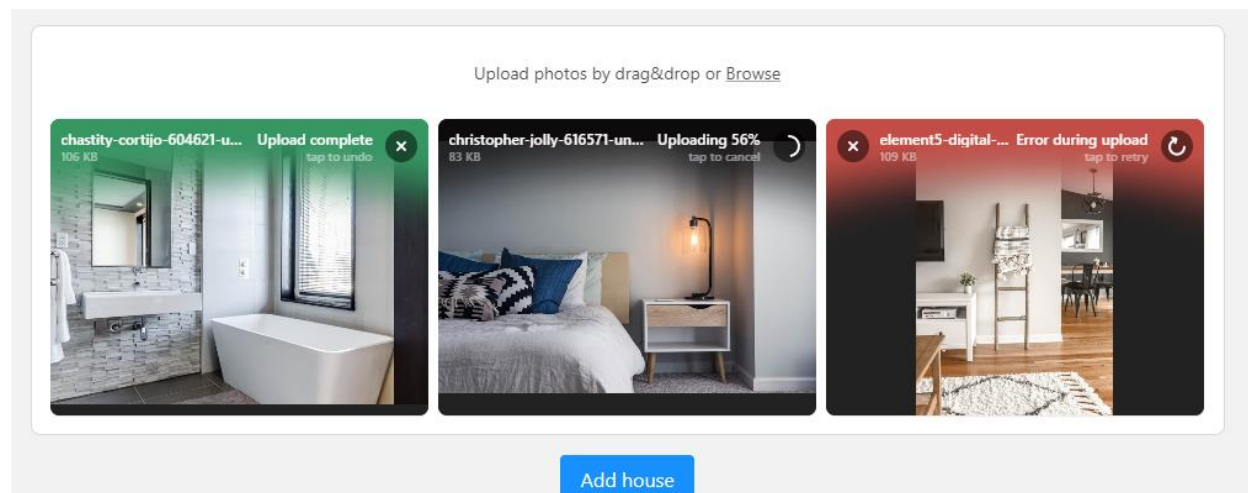 Upload photos by drag&drop or Browse
chastity-cortijo-604621-u... Upload complete
106 KB tap to undo
christopher-jolly-616571-un... Uploading 56%
83 KB tap to cancel
element5-digital-... Error during upload
109 KB tap to retry
Add house